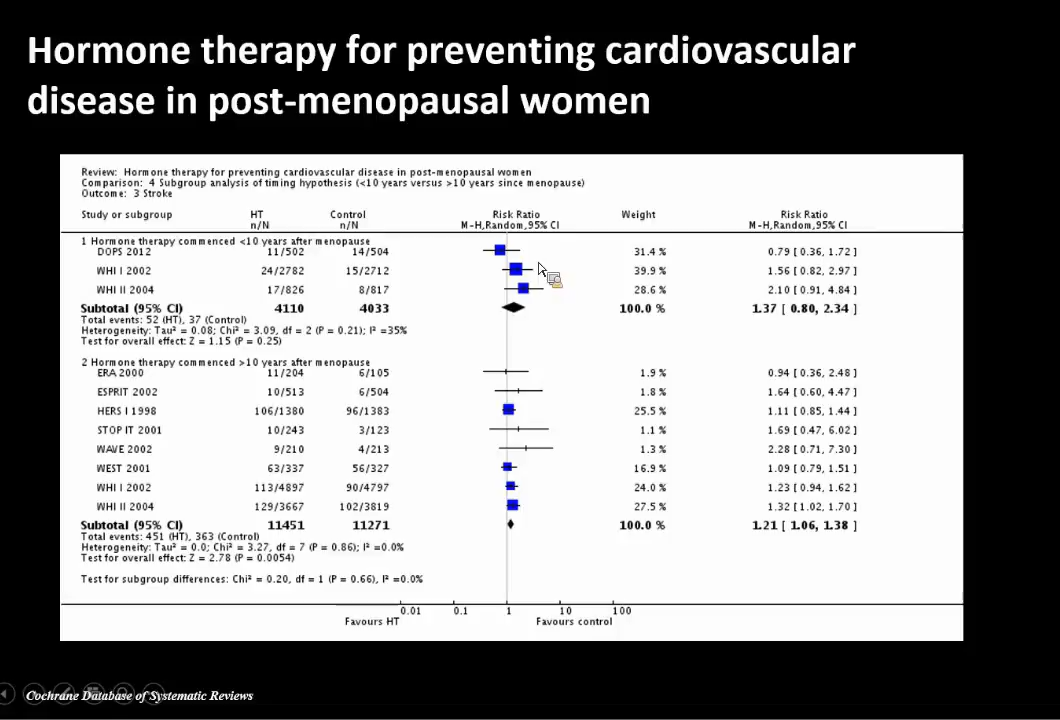 Hormone therapy for preventing cardiovascular
disease in post-menopausal women
Review: Hormone therapy for preventing cardiovascular disease in post-menopausal women
Comparison: 4 Subgroup analysis of timing hypothesis (<10 years versus >10 years since menopause)
Outcome: 3 Stroke
Study or subgroup HT Control Risk Ratio Weight Risk Ratio
n/N n/N M-H,Random,95% CI M-H,Random,95% CI
1 Hormone therapy commenced <10 years after menopause
DOPS 2012 11/502 14/504 31.4 % 0.79 [ 0.36, 1.72 ]
WHI I 2002 24/2782 15/2712 39.9 % 1.56 [ 0.82, 2.97 ]
WHI II 2004 17/826 8/817 28.6 % 2.10 [ 0.91, 4.84 ]
Subtotal (95% CI) 4110 4033 100.0 % 1.37 [ 0.80, 2.34 ]
Total events: 52 (HT), 37 (Control)
Heterogeneity: Tau² = 0.08; Chi² = 3.09, df = 2 (P = 0.21); I² =35%
Test for overall effect: Z = 1.15 (P = 0.25)
2 Hormone therapy commenced >10 years after menopause
ERA 2000 11/204 6/105 1.9 % 0.94 [ 0.36, 2.48 ]
ESPRIT 2002 10/513 6/504 1.8 % 1.64 [ 0.60, 4.47 ]
HERS I 1998 106/1380 96/1383 25.5 % 1.11 [ 0.85, 1.44 ]
STOP IT 2001 10/243 3/123 1.1 % 1.69 [ 0.47, 6.02 ]
WAVE 2002 9/210 4/213 1.3 % 2.28 [ 0.71, 7.30 ]
WEST 2001 63/337 56/327 16.9 % 1.09 [ 0.79, 1.51 ]
WHI I 2002 113/4897 90/4797 24.0 % 1.23 [ 0.94, 1.62 ]
WHI II 2004 129/3667 102/3819 27.5 % 1.32 [ 1.02, 1.70 ]
Subtotal (95% CI) 11451 11271 100.0 % 1.21 [ 1.06, 1.38 ]
Total events: 451 (HT), 363 (Control)
Heterogeneity: Tau² = 0.0; Chi² = 3.27, df = 7 (P = 0.86); I² =0.0%
Test for overall effect: Z = 2.78 (P = 0.0054)
Test for subgroup differences: Chi² = 0.20, df = 1 (P = 0.66), I² =0.0%
0.01 0.1 1 10 100
Favours HT Favours control
Cochrane Database of Systematic Reviews